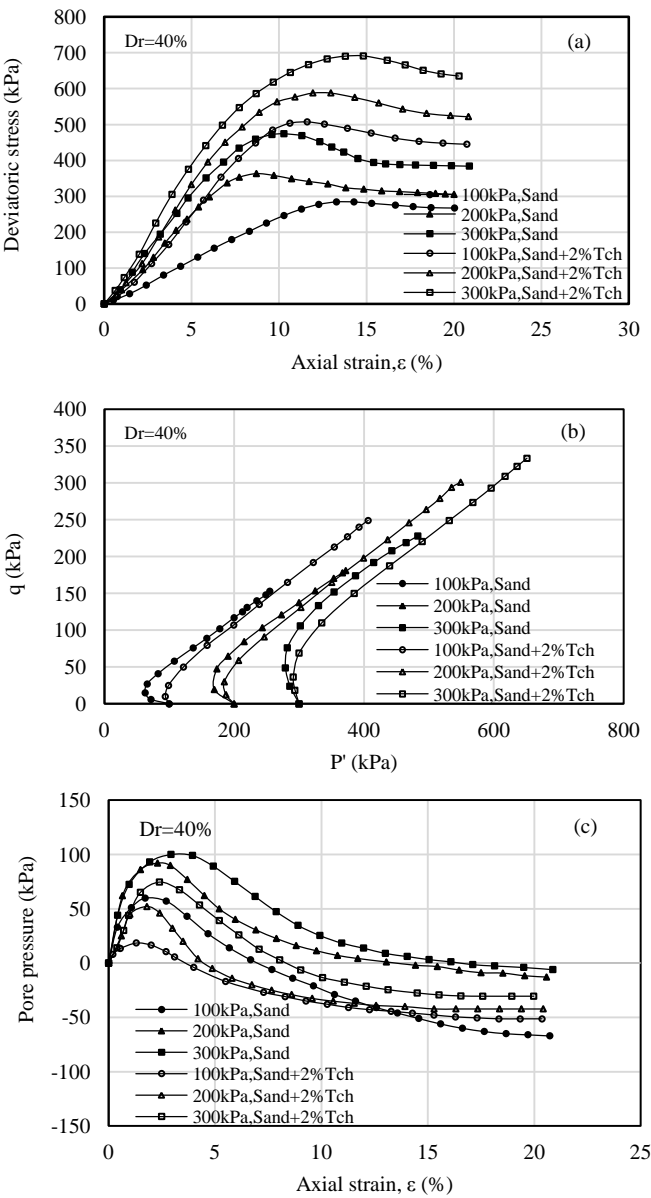 800
700
600
500
400
300
200
100
0
Deviatoric stress (kPa)
Dr=40%
(a)
100kPa,Sand
200kPa,Sand
300kPa,Sand
100kPa,Sand+2%Tch
200kPa,Sand+2%Tch
300kPa,Sand+2%Tch
0 5 10 15 20 25 30
Axial strain,ε (%)
400
350
300
250
200
150
100
50
0
q (kPa)
Dr=40%
(b)
100kPa,Sand
200kPa,Sand
300kPa,Sand
100kPa,Sand+2%Tch
200kPa,Sand+2%Tch
300kPa,Sand+2%Tch
0 200 400 600 800
P' (kPa)
150
100
50
0
-50
-100
-150
Pore pressure (kPa)
Dr=40%
(c)
100kPa,Sand
200kPa,Sand
300kPa,Sand
100kPa,Sand+2%Tch
200kPa,Sand+2%Tch
300kPa,Sand+2%Tch
0 5 10 15 20 25
Axial strain, ε (%)